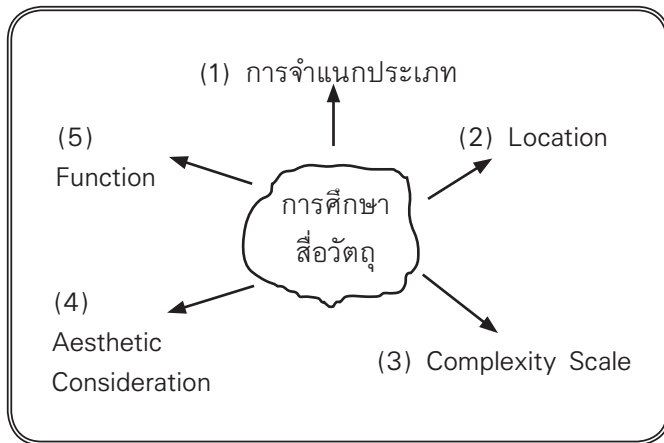 (1) การจำแนกประเภท
(2) Location
(5)
Function
การศึกษา
สื่อวัตถุ
(4)
Aesthetic
Consideration
(3) Complexity Scale